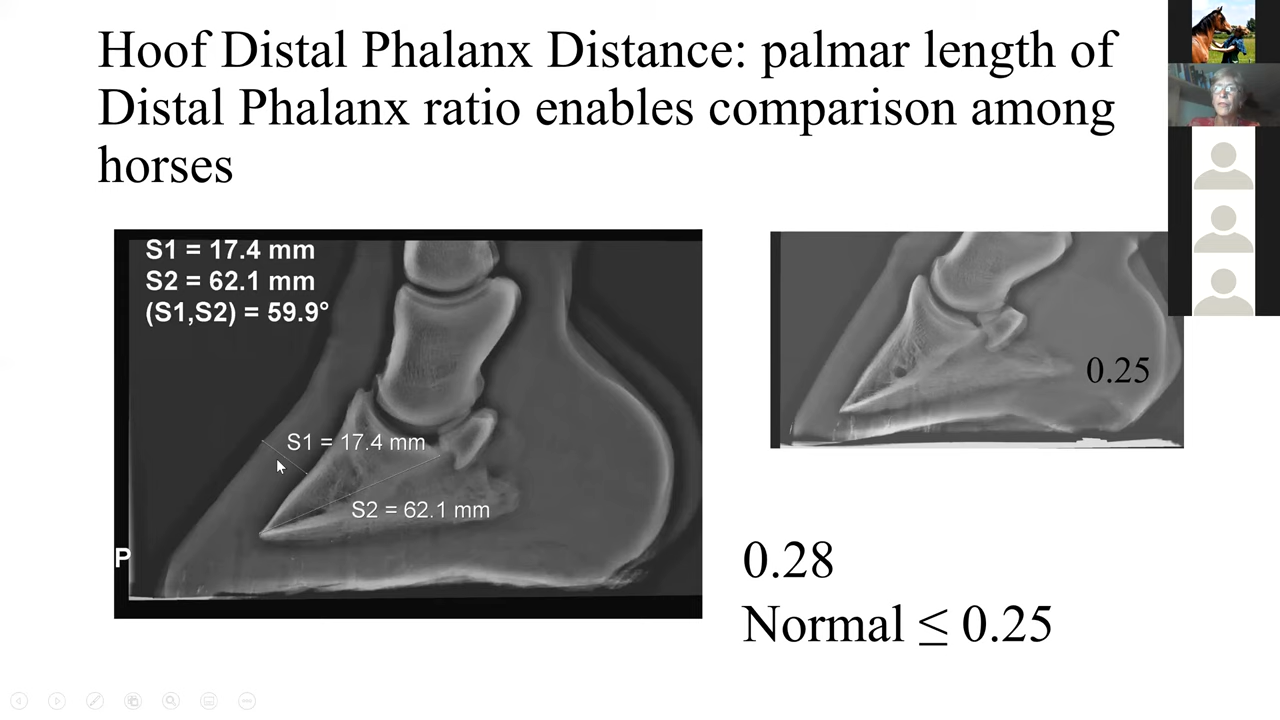 Hoof Distal Phalanx Distance: palmar length of
Distal Phalanx ratio enables comparison among
horses
S1 = 17.4 mm
S2 = 62.1 mm
(S1,S2) = 59.9°
S1 = 17.4 mm
S2 = 62.1 mm
P
0.25
0.28
Normal ≤ 0.25